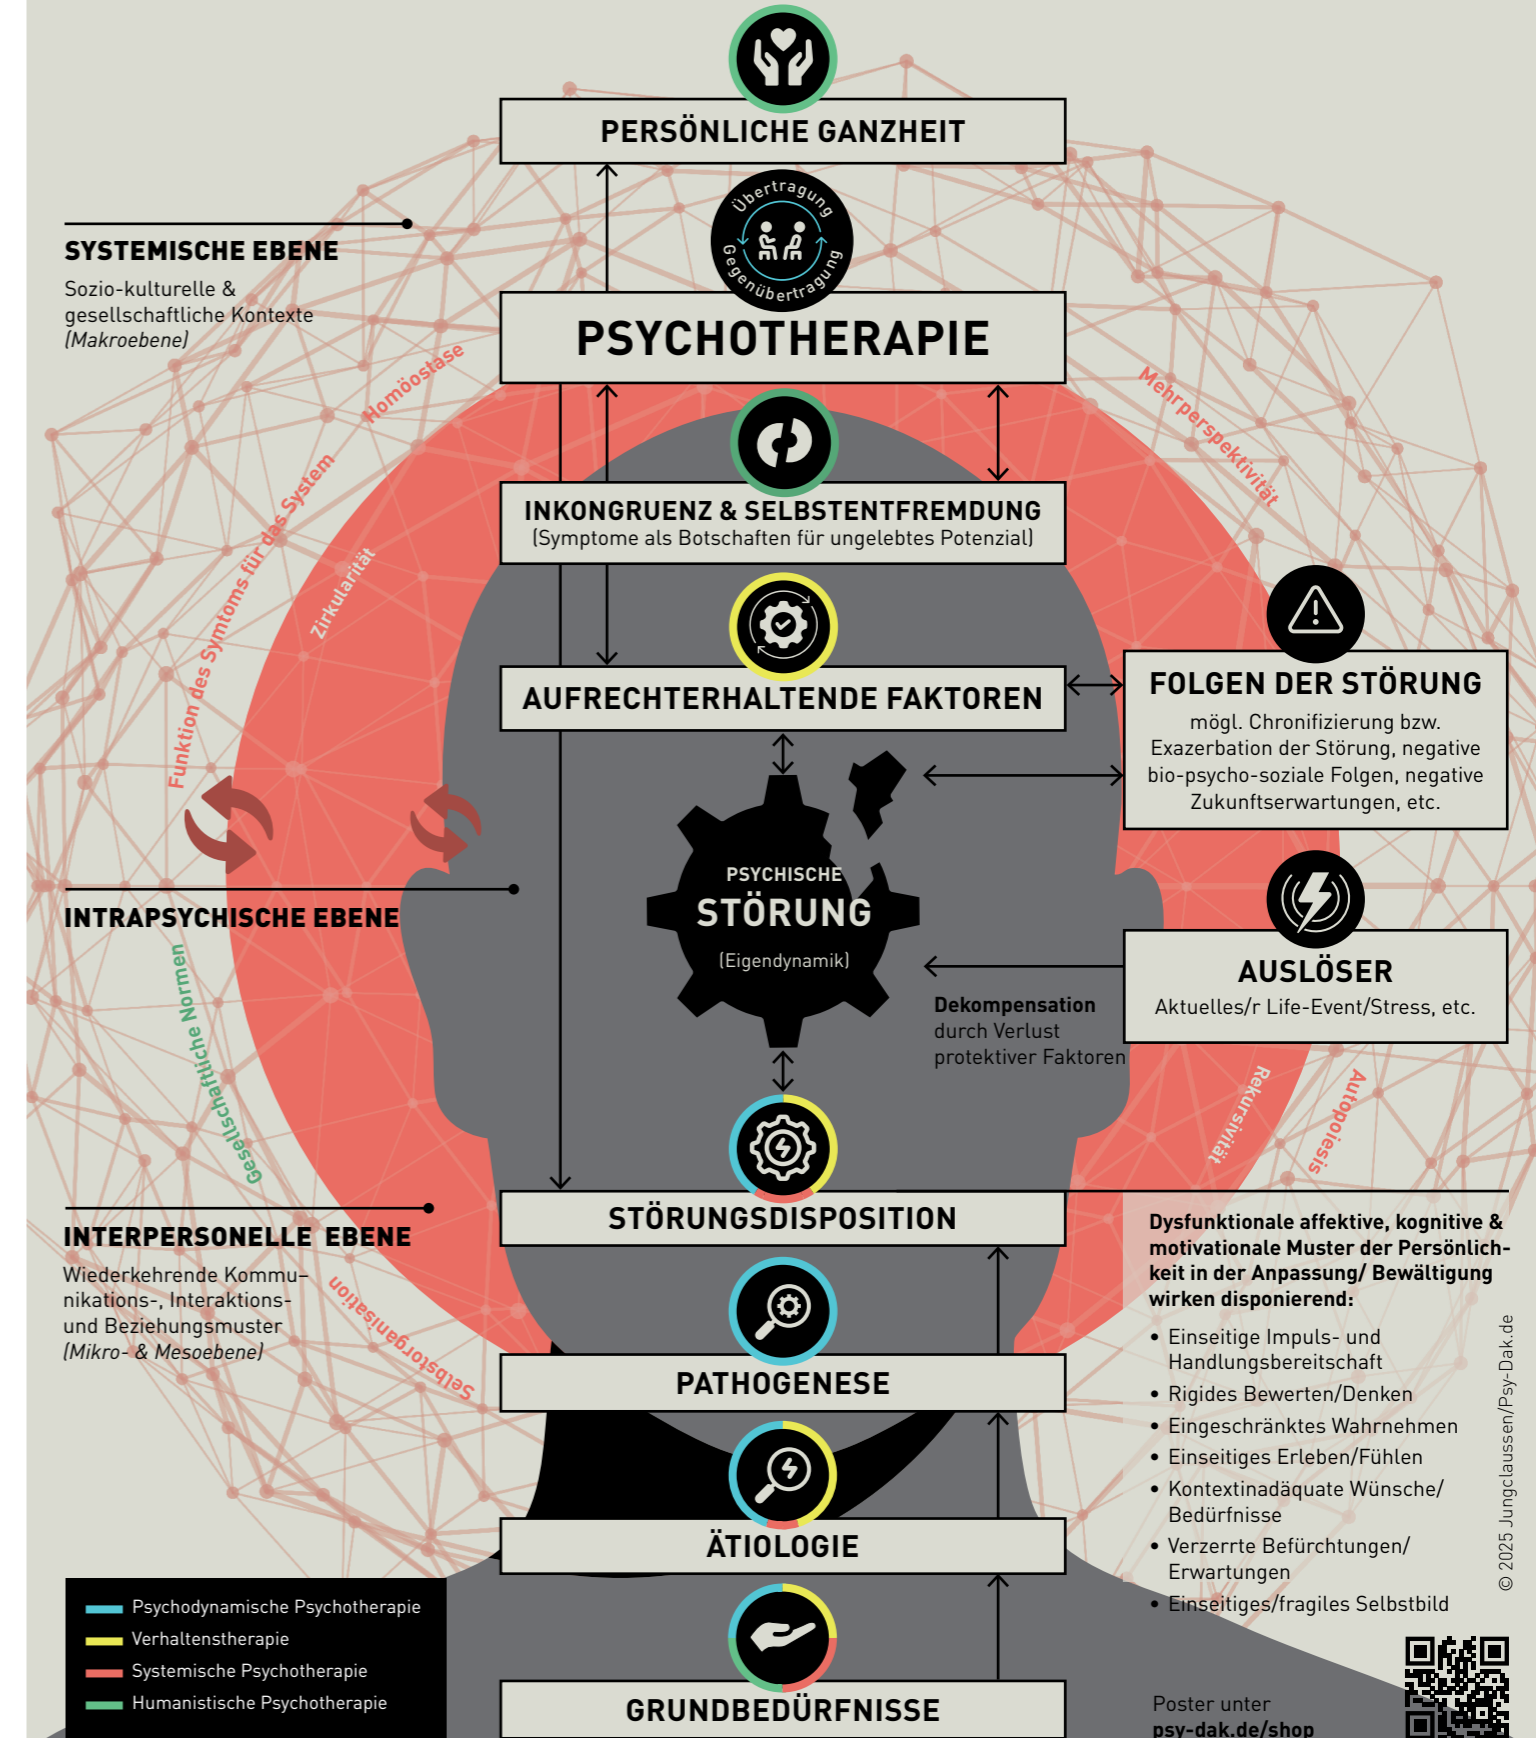 PERSÖNLICHE GANZHEIT
Übertragung
Gegenübertragung
SYSTEMISCHE EBENE
Sozio-kulturelle &
gesellschaftliche Kontexte
(Makroebene)
PSYCHOTHERAPIE
Homöostase
Mehrperspektivität
Funktion des Symtoms für das System
Zirkularität
INKONGRUENZ & SELBSTENTFREMDUNG
(Symptome als Botschaften für ungelebtes Potenzial)
AUFRECHTERHALTENDE FAKTOREN
FOLGEN DER STÖRUNG
mögl. Chronifizierung bzw.
Exazerbation der Störung, negative
bio-psycho-soziale Folgen, negative
Zukunftserwartungen, etc.
PSYCHISCHE
STÖRUNG
(Eigendynamik)
INTRAPSYCHISCHE EBENE
AUSLÖSER
Aktuelles/r Life-Event/Stress, etc.
Dekompensation
durch Verlust
protektiver Faktoren
Gesellschaftliche Normen
Rekursivität
Autopoiesis
INTERPERSONELLE EBENE
Wiederkehrende Kommu–
nikations-, Interaktions-
und Beziehungsmuster
(Mikro- & Mesoebene)
Selbstorganisation
STÖRUNGSDISPOSITION
Dysfunktionale affektive, kognitive &
motivationale Muster der Persönlich-
keit in der Anpassung/ Bewältigung
wirken disponierend:
• Einseitige Impuls- und
Handlungsbereitschaft
• Rigides Bewerten/Denken
• Eingeschränktes Wahrnehmen
• Einseitiges Erleben/Fühlen
• Kontextinadäquate Wünsche/
Bedürfnisse
• Verzerrte Befürchtungen/
Erwartungen
• Einseitiges/fragiles Selbstbild
© 2025 Jungclaussen/Psy-Dak.de
PATHOGENESE
ÄTIOLOGIE
Psychodynamische Psychotherapie
Verhaltenstherapie
Systemische Psychotherapie
Humanistische Psychotherapie
GRUNDBEDÜRFNISSE
Poster unter
psy-dak.de/shop